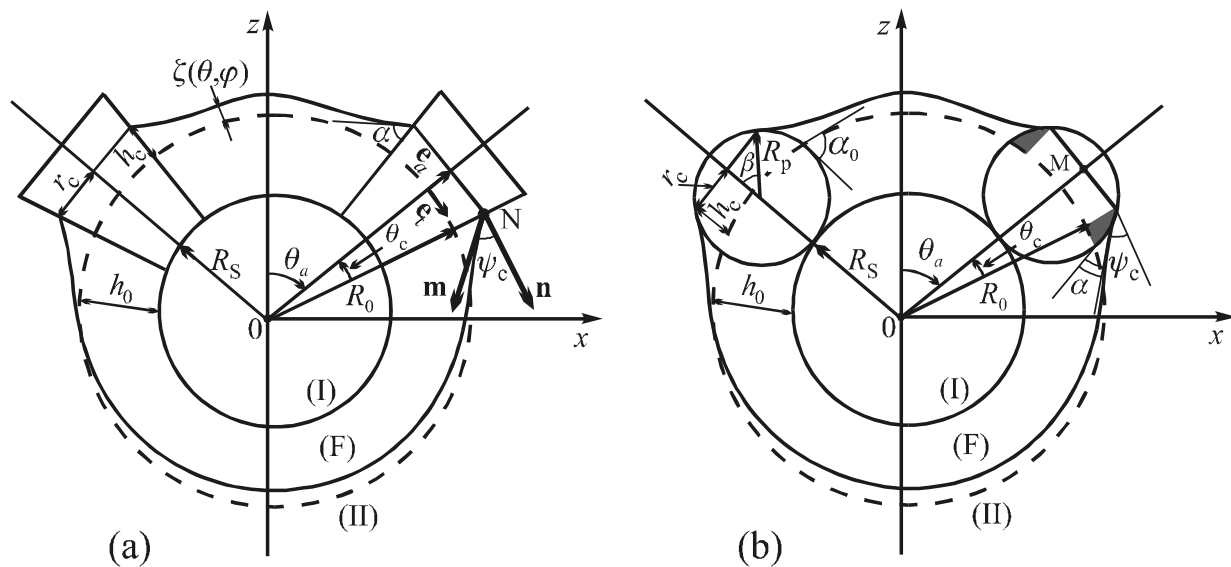 z
ζ(θ,φ)
α
h_c
r_c
e_a
e_r
N
θ_c
θ_a
R_S
R_0
ψ_c
m
n
h_0
0
x
(I)
(F)
(II)
(a)
z
α_0
β
R_p
M
r_c
h_c
θ_c
θ_a
R_S
R_0
ψ_c
α
h_0
0
x
(I)
(F)
(II)
(b)